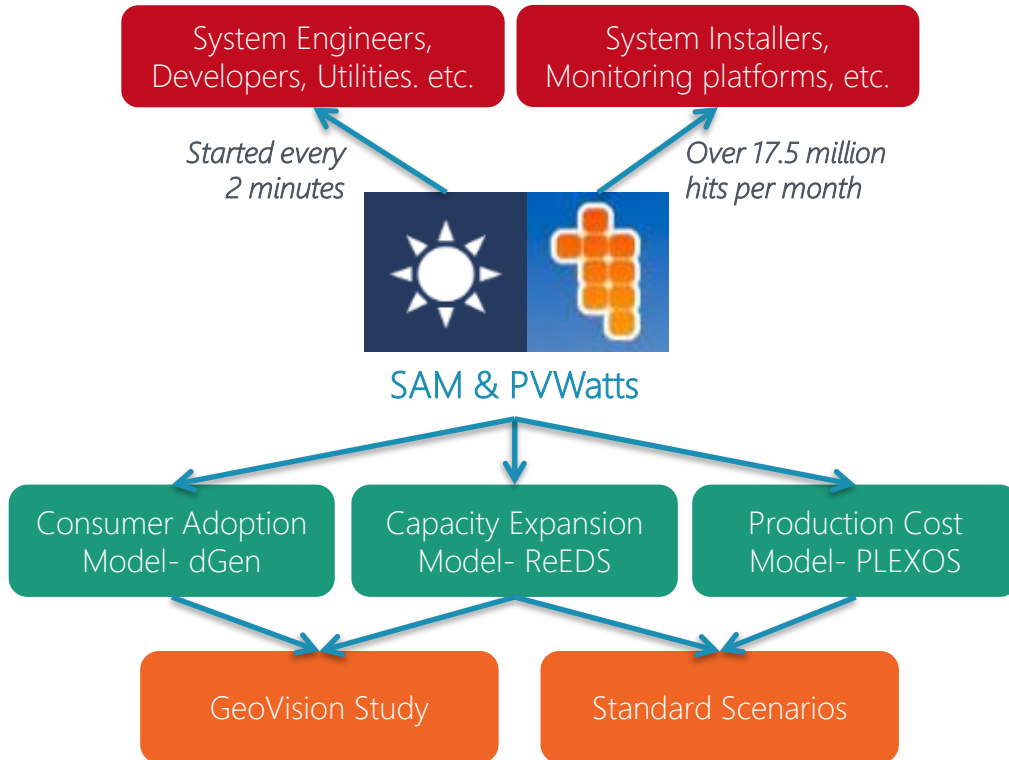 System Engineers,
Developers, Utilities. etc.
System Installers,
Monitoring platforms, etc.
Started every
2 minutes
Over 17.5 million
hits per month
SAM & PVWatts
Consumer Adoption
Model- dGen
Capacity Expansion
Model- ReEDS
Production Cost
Model- PLEXOS
GeoVision Study
Standard Scenarios